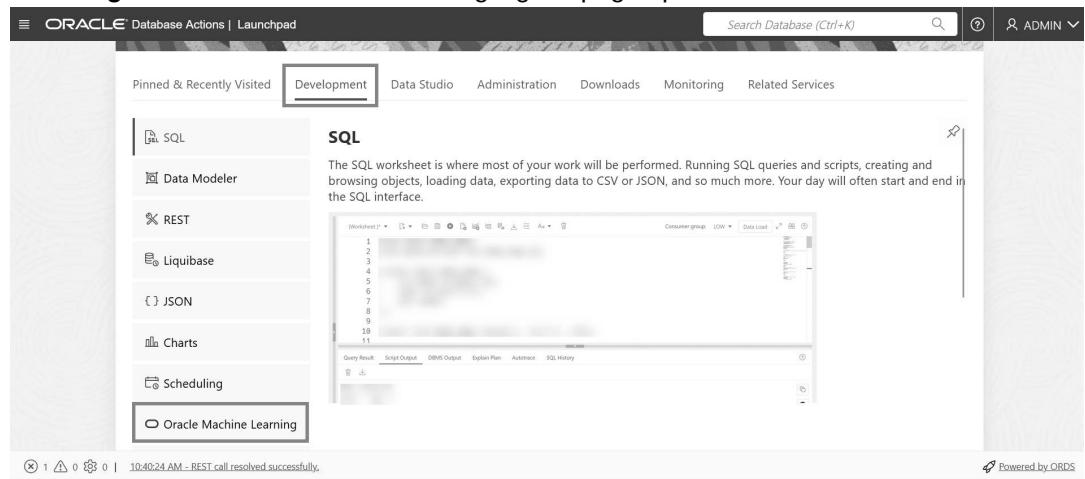 ORACLE Database Actions | Launchpad
Search Database (Ctrl+K)
ADMIN
Pinned & Recently Visited Development Data Studio Administration Downloads Monitoring Related Services
SQL
Data Modeler
REST
Liquibase
{} JSON
Charts
Scheduling
Oracle Machine Learning
SQL
The SQL worksheet is where most of your work will be performed. Running SQL queries and scripts, creating and
browsing objects, loading data, exporting data to CSV or JSON, and so much more. Your day will often start and end in
the SQL interface.
[Worksheet]* Aa Consumer group: LOW Data Load
1
2
3
4
5
6
7
8
9
10
11
Query Result Script Output DBMS Output Explain Plan Autotrace SQL History
1 0 0 | 10:40:24 AM - REST call resolved successfully.
Powered by ORDS